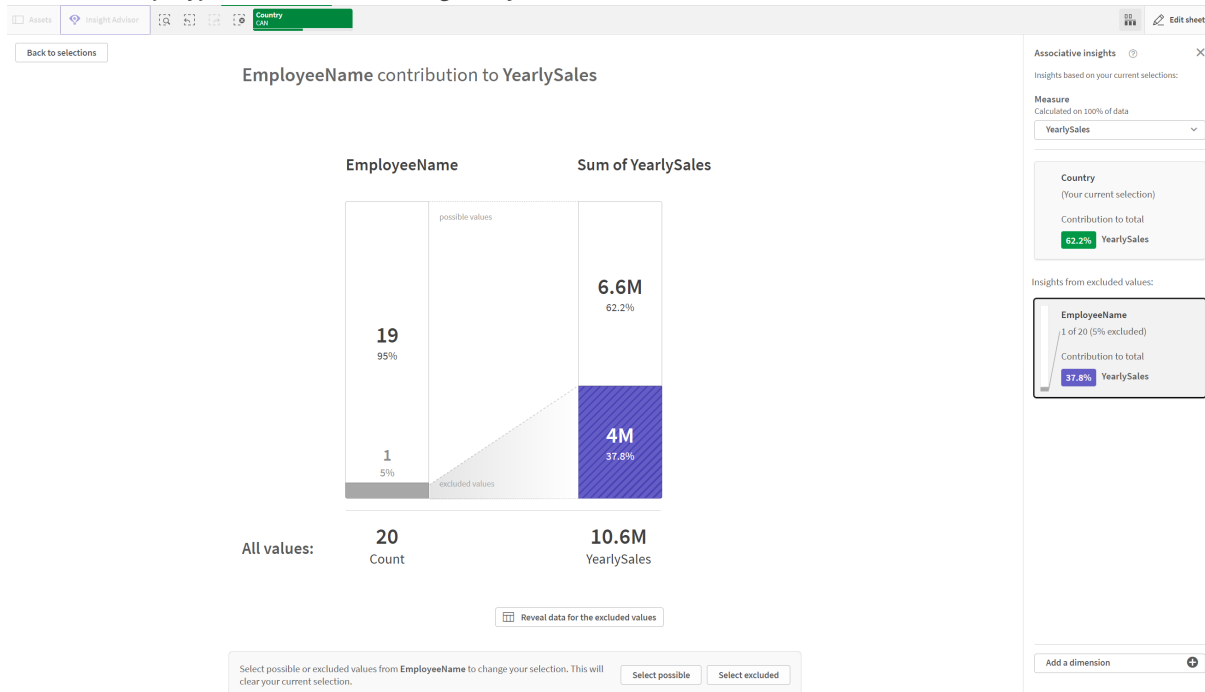 Assets
Insight Advisor
Country
CAN
Edit sheet
Back to selections
EmployeeName contribution to YearlySales
EmployeeName
Sum of YearlySales
possible values
6.6M
62.2%
19
95%
4M
37.8%
1
5%
excluded values
All values:
20
Count
10.6M
YearlySales
Reveal data for the excluded values
Select possible or excluded values from EmployeeName to change your selection. This will
clear your current selection.
Select possible
Select excluded
Associative insights
Insights based on your current selections:
Measure
Calculated on 100% of data
YearlySales
Country
(Your current selection)
Contribution to total
62.2% YearlySales
Insights from excluded values:
EmployeeName
1 of 20 (5% excluded)
Contribution to total
37.8% YearlySales
Add a dimension